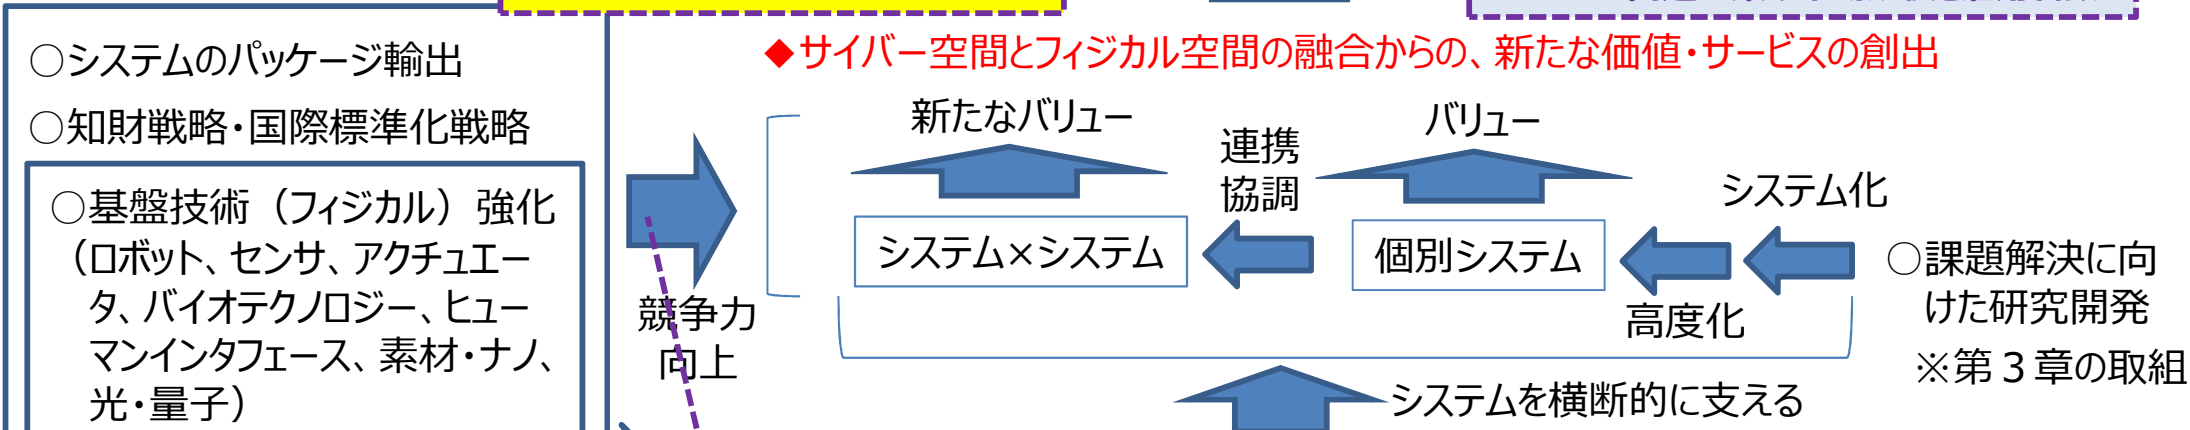 ○システムのパッケージ輸出
○知財戦略・国際標準化戦略
○基盤技術（フィジカル）強化
（ロボット、センサ、アクチュエー
タ、バイオテクノロジー、ヒュー
マンインタフェース、素材・ナノ、
光・量子）
競争力
向上
◆サイバー空間とフィジカル空間の融合からの、新たな価値・サービスの創出
新たなバリュー
連携
協調
バリュー
システム化
システム×システム
個別システム
高度化
○課題解決に向
けた研究開発
※第３章の取組
システムを横断的に支える